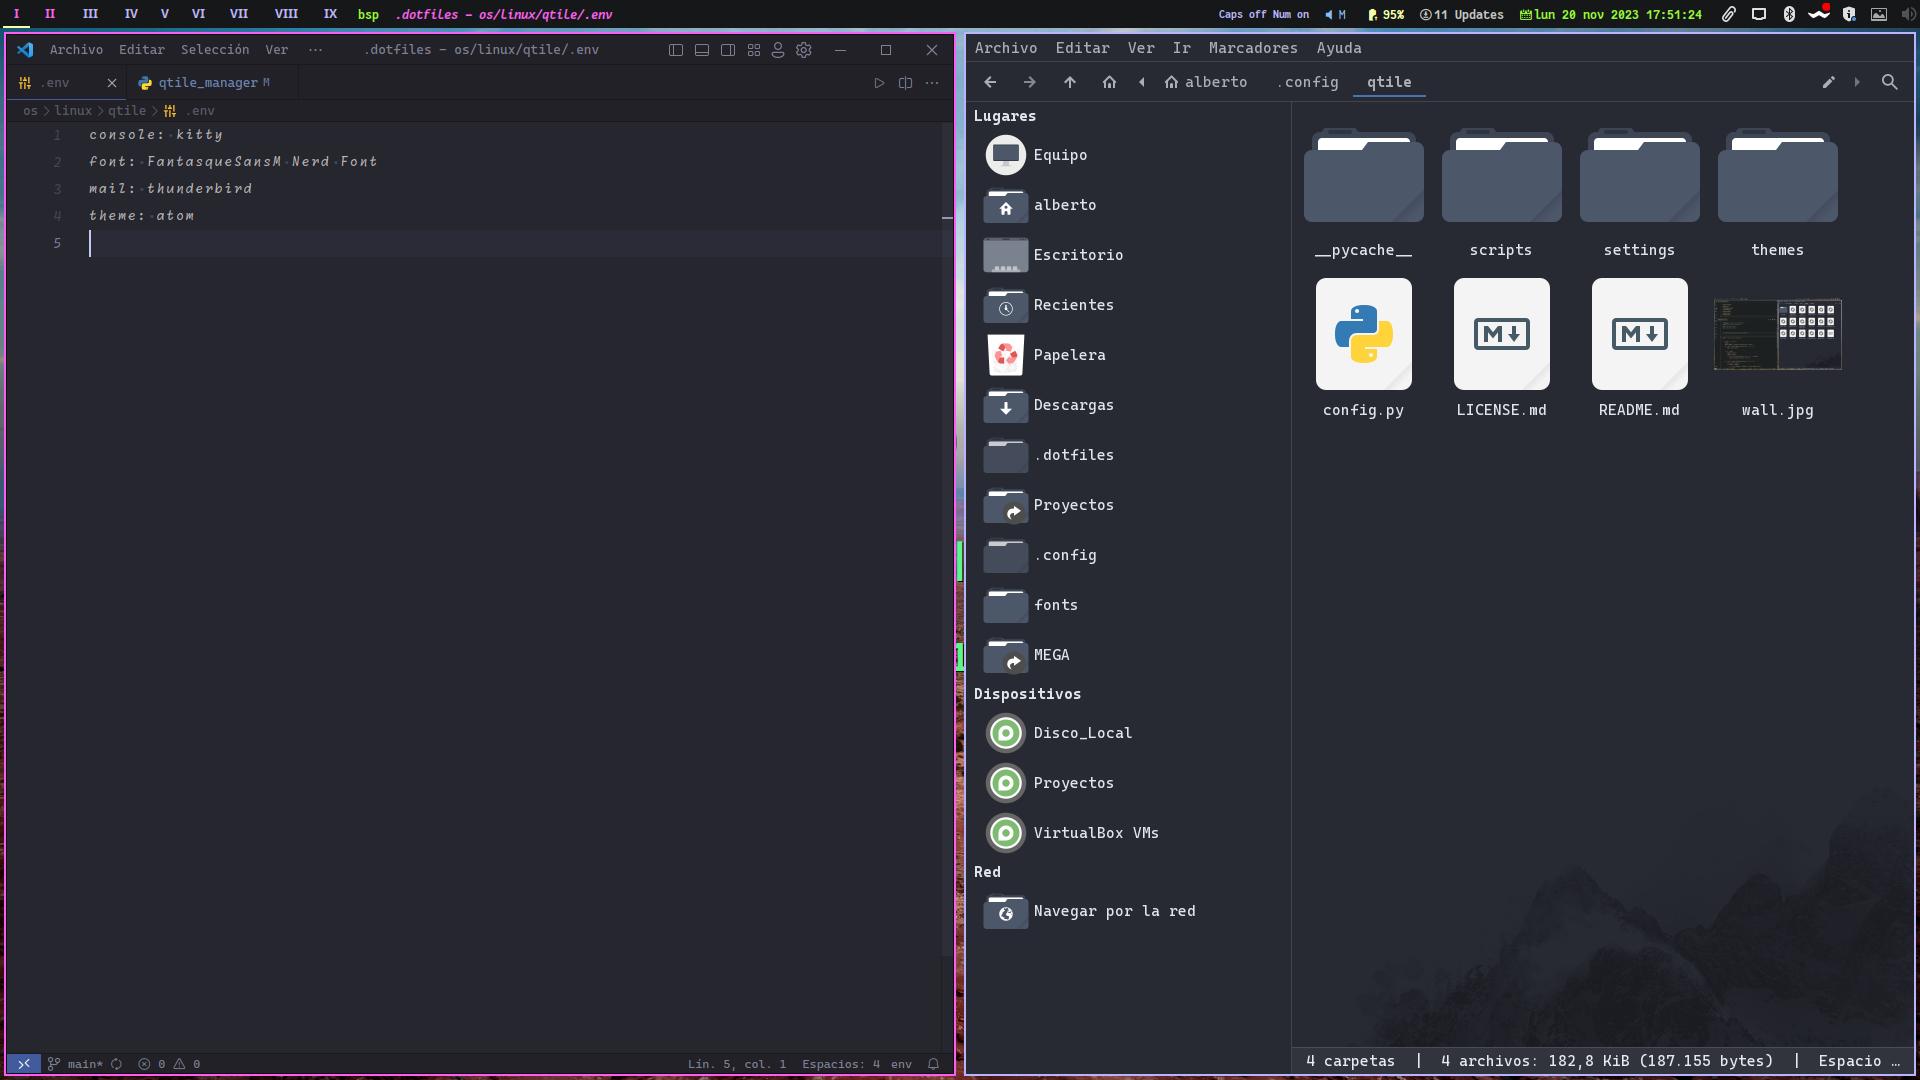 I II III IV V VI VII VIII IX bsp .dotfiles - os/linux/qtile/.env Caps off Num on M 95% 11 Updates lun 20 nov 2023 17:51:24
Archivo Editar Selección Ver ··· .dotfiles - os/linux/qtile/.env
.env qtile_manager M
os > linux > qtile > .env
1 console: kitty
2 font: FantasqueSansM Nerd Font
3 mail: thunderbird
4 theme: atom
5
main* 0 0 Lín. 5, col. 1 Espacios: 4 env
Archivo Editar Ver Ir Marcadores Ayuda
alberto .config qtile
Lugares
Equipo
alberto
Escritorio
Recientes
Papelera
Descargas
.dotfiles
Proyectos
.config
fonts
MEGA
Dispositivos
Disco_Local
Proyectos
VirtualBox VMs
Red
Navegar por la red
__pycache__ scripts settings themes
M M
config.py LICENSE.md README.md wall.jpg
4 carpetas | 4 archivos: 182,8 KiB (187.155 bytes) | Espacio …